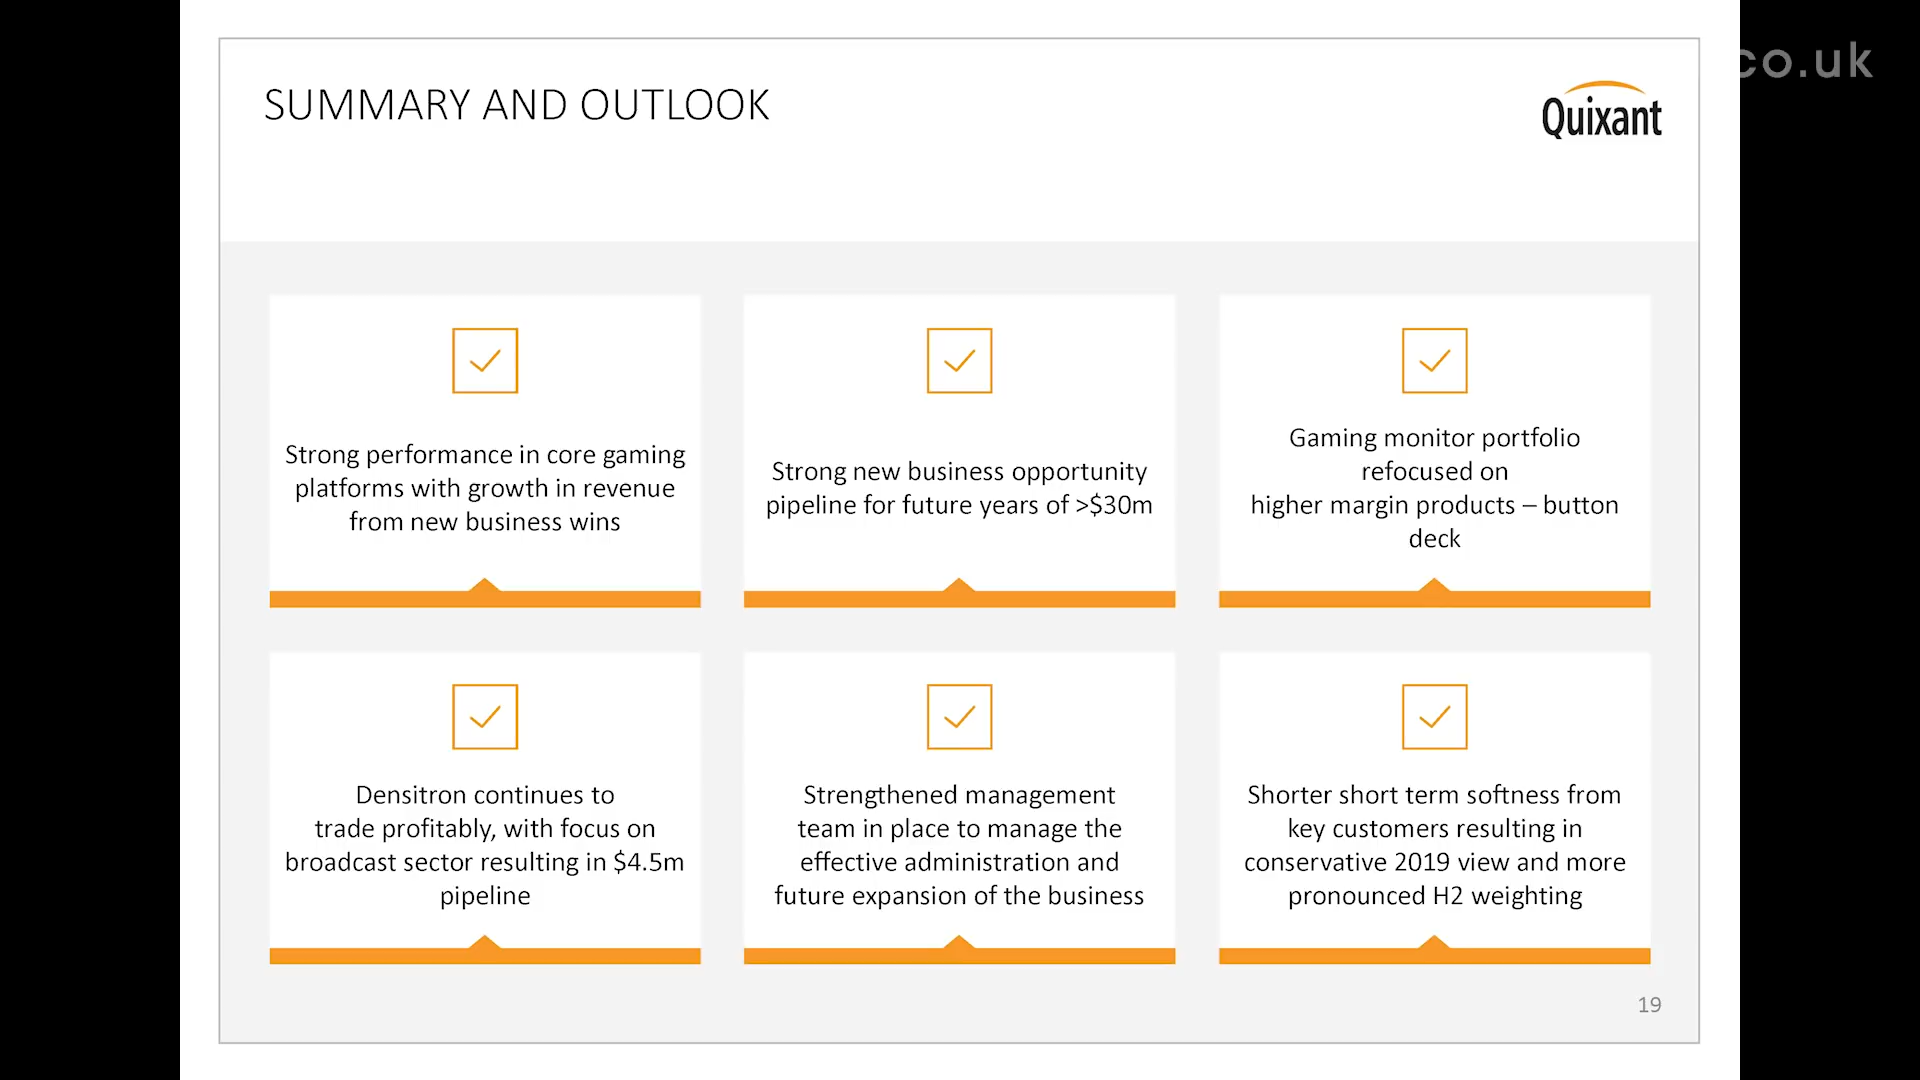 co.uk
SUMMARY AND OUTLOOK
Quixant
Strong performance in core gaming
platforms with growth in revenue
from new business wins
Strong new business opportunity
pipeline for future years of >$30m
Gaming monitor portfolio
refocused on
higher margin products – button
deck
Densitron continues to
trade profitably, with focus on
broadcast sector resulting in $4.5m
pipeline
Strengthened management
team in place to manage the
effective administration and
future expansion of the business
Shorter short term softness from
key customers resulting in
conservative 2019 view and more
pronounced H2 weighting
19